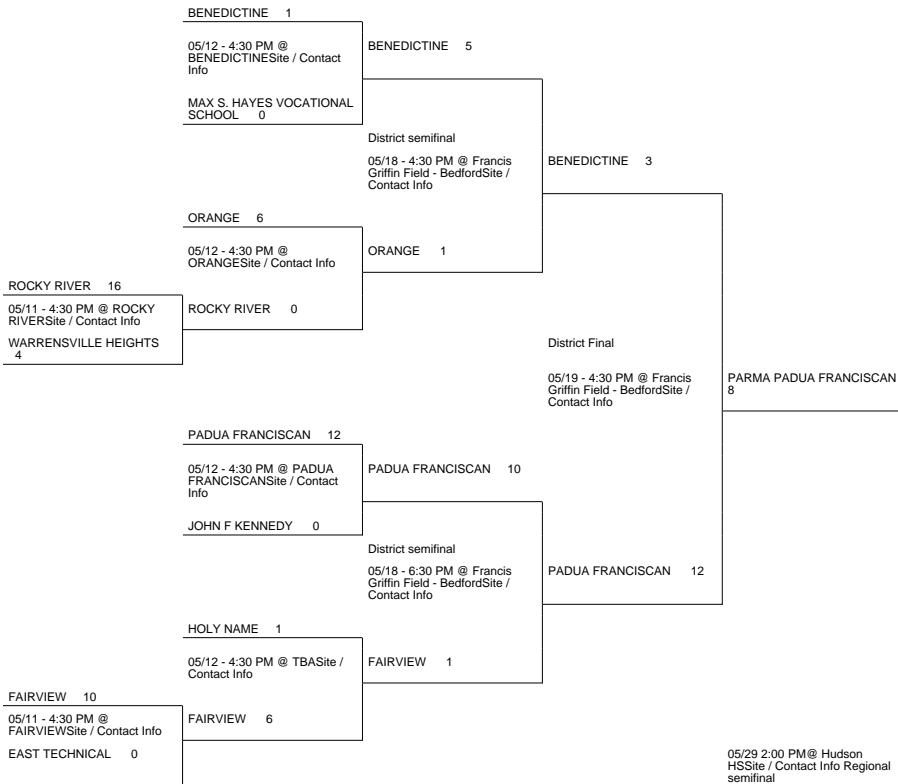 BENEDICTINE 1
05/12 - 4:30 PM @
BENEDICTINESite / Contact
Info
MAX S. HAYES VOCATIONAL
SCHOOL 0
BENEDICTINE 5
District semifinal
05/18 - 4:30 PM @ Francis
Griffin Field - BedfordSite /
Contact Info
BENEDICTINE 3
ORANGE 6
05/12 - 4:30 PM @
ORANGESite / Contact Info
ORANGE 1
ROCKY RIVER 16
05/11 - 4:30 PM @ ROCKY
RIVERSite / Contact Info
WARRENSVILLE HEIGHTS
4
ROCKY RIVER 0
District Final
05/19 - 4:30 PM @ Francis
Griffin Field - BedfordSite /
Contact Info
PARMA PADUA FRANCISCAN
8
PADUA FRANCISCAN 12
05/12 - 4:30 PM @ PADUA
FRANCISCANSite / Contact
Info
JOHN F KENNEDY 0
PADUA FRANCISCAN 10
District semifinal
05/18 - 6:30 PM @ Francis
Griffin Field - BedfordSite /
Contact Info
PADUA FRANCISCAN 12
HOLY NAME 1
05/12 - 4:30 PM @ TBASite /
Contact Info
FAIRVIEW 1
FAIRVIEW 10
05/11 - 4:30 PM @
FAIRVIEWSite / Contact Info
EAST TECHNICAL 0
FAIRVIEW 6
05/29 2:00 PM@ Hudson
HSSite / Contact Info Regional
semifinal